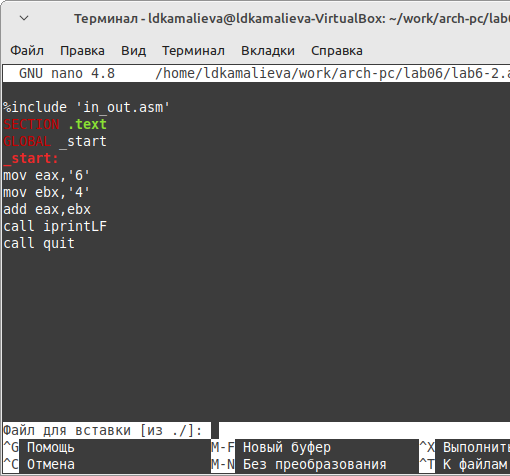 Терминал - ldkamalieva@ldkamalieva-VirtualBox: ~/work/arch-pc/lab
Файл Правка Вид Терминал Вкладки Справка
GNU nano 4.8 /home/ldkamalieva/work/arch-pc/lab06/lab6-2.a
%include 'in_out.asm'
SECTION .text
GLOBAL _start
_start:
mov eax,'6'
mov ebx,'4'
add eax,ebx
call iprintLF
call quit
Файл для вставки [из ./]:
^G Помощь M-F Новый буфер ^X Выполнить
^C Отмена M-N Без преобразования ^T К файлам